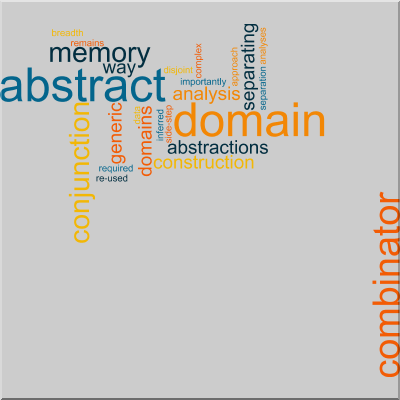 breadth
remains
memory
way
abstract
disjoint
complex
importantly
analysis
approach
separating
separation
analyses
conjunction
generic
domains
inferred
side-step
domain
abstractions
construction
required
re-used
combinator